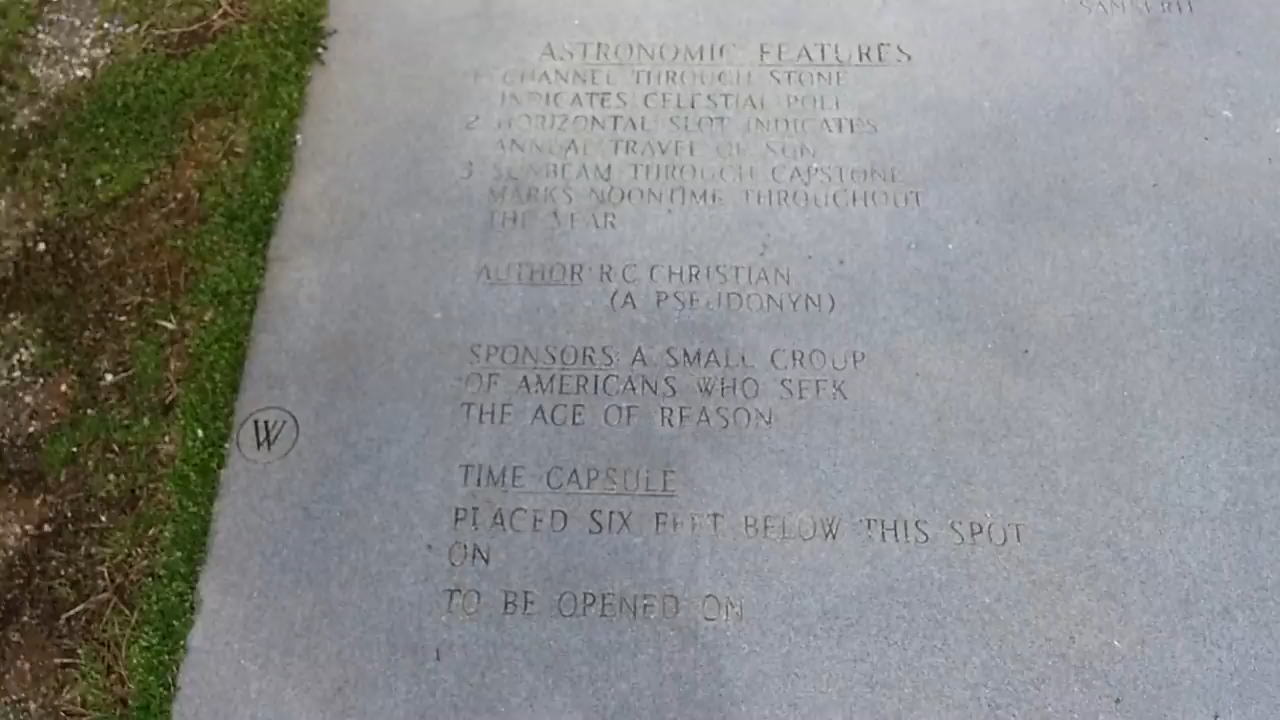 SANSKRIT
ASTRONOMIC FEATURES
1 CHANNEL THROUGH STONE
INDICATES CELESTIAL POLE
2 HORIZONTAL SLOT INDICATES
ANNUAL TRAVEL OF SUN
3 SUNBEAM THROUGH CAPSTONE
MARKS NOONTIME THROUGHOUT
THE YEAR
AUTHOR: R.C. CHRISTIAN
(A PSEUDONYN)
SPONSORS: A SMALL GROUP
OF AMERICANS WHO SEEK
THE AGE OF REASON
W
TIME CAPSULE
PLACED SIX FEET BELOW THIS SPOT
ON
TO BE OPENED ON